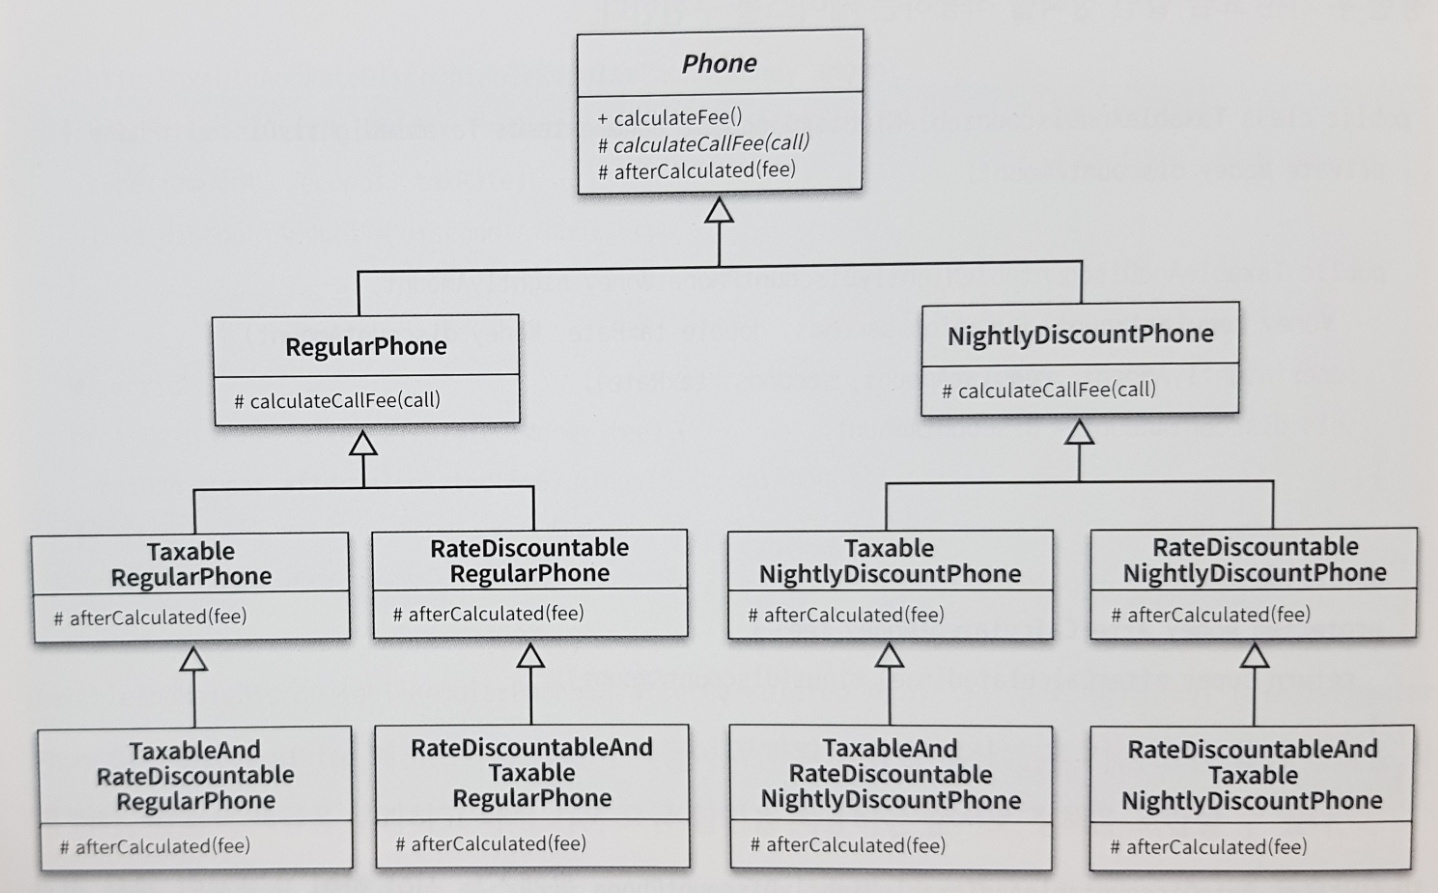 Phone
+ calculateFee()
# calculateCallFee(call)
# afterCalculated(fee)
RegularPhone
# calculateCallFee(call)
NightlyDiscountPhone
# calculateCallFee(call)
Taxable
RegularPhone
# afterCalculated(fee)
RateDiscountable
RegularPhone
# afterCalculated(fee)
Taxable
NightlyDiscountPhone
# afterCalculated(fee)
RateDiscountable
NightlyDiscountPhone
# afterCalculated(fee)
TaxableAnd
RateDiscountable
RegularPhone
# afterCalculated(fee)
RateDiscountableAnd
Taxable
RegularPhone
# afterCalculated(fee)
TaxableAnd
RateDiscountable
NightlyDiscountPhone
# afterCalculated(fee)
RateDiscountableAnd
Taxable
NightlyDiscountPhone
# afterCalculated(fee)